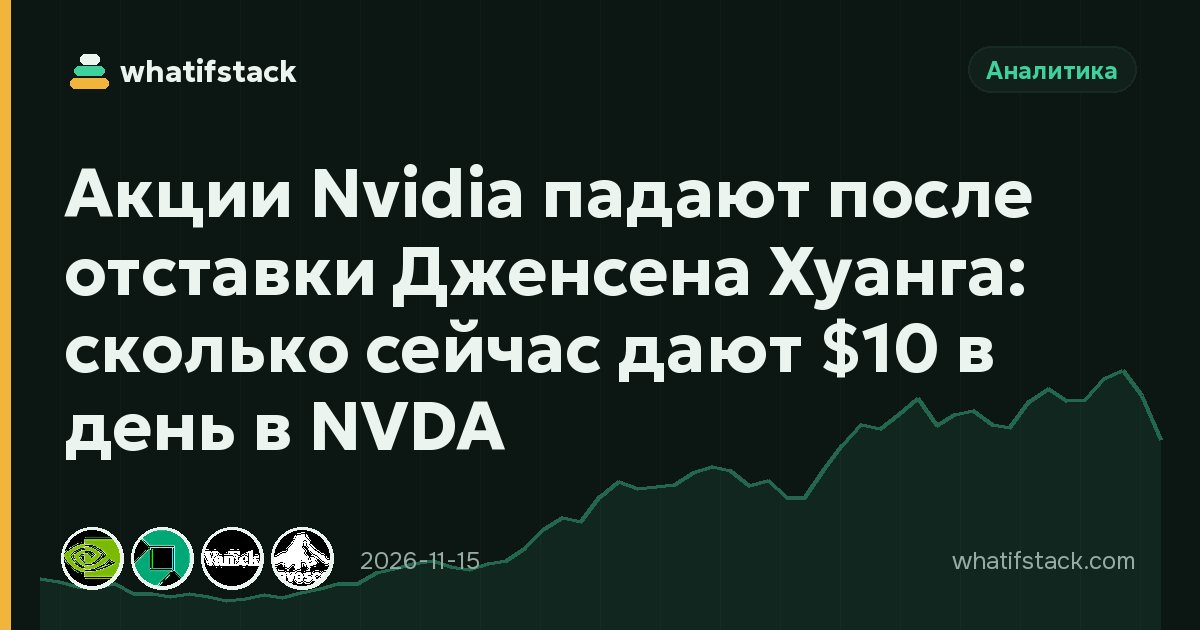 whatifstack
Аналитика
Акции Nvidia падают после
отставки Дженсена Хуанга:
сколько сейчас дают $10 в
день в NVDA
VanEck
2026-11-15
whatifstack.com